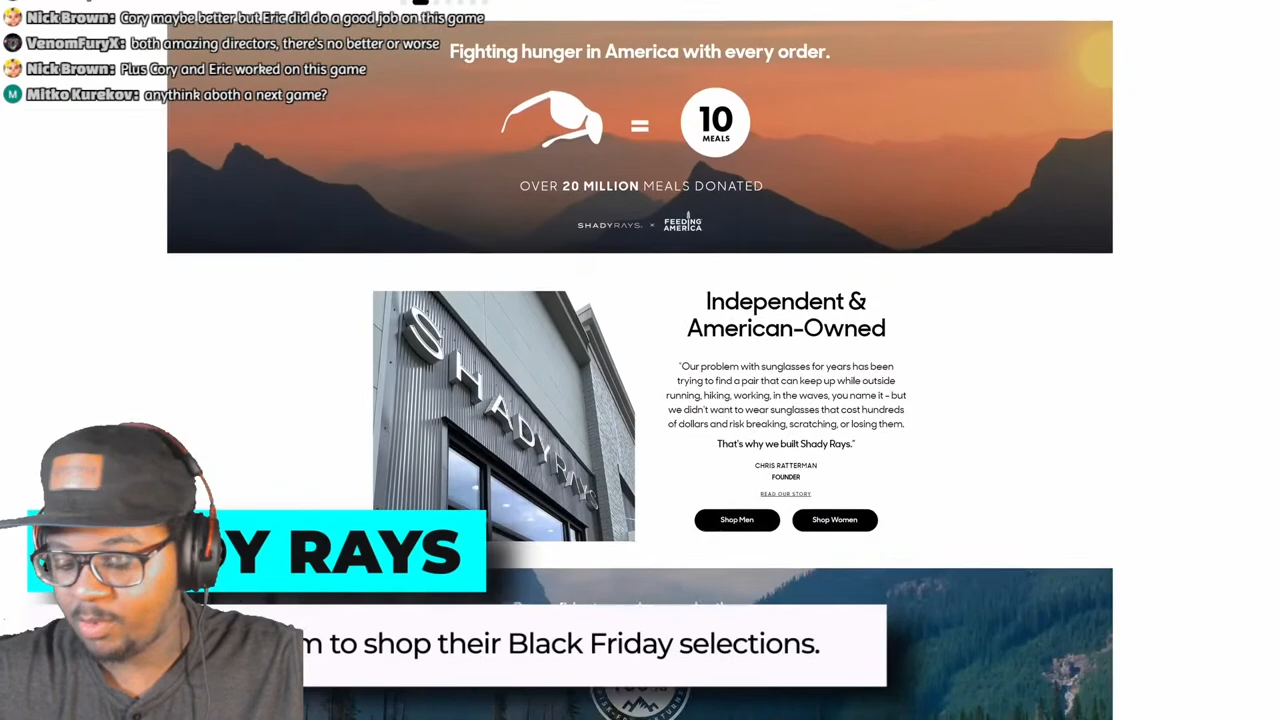 Nick Brown: Cory maybe better but Eric did do a good job on this game
VenomFuryX: both amazing directors, there's no better or worse
Nick Brown: Plus Cory and Eric worked on this game
M Mitko Kurekov: anythink aboth a next game?
Fighting hunger in America with every order.
=
10
MEALS
OVER 20 MILLION MEALS DONATED
SHADYRAYS. × FEEDING AMERICA
SHADY RAYS
Independent &
American-Owned
"Our problem with sunglasses for years has been
trying to find a pair that can keep up while outside
running, hiking, working, in the waves, you name it - but
we didn't want to wear sunglasses that cost hundreds
of dollars and risk breaking, scratching, or losing them.
That's why we built Shady Rays."
CHRIS RATTERMAN
FOUNDER
READ OUR STORY
Shop Men
Shop Women
Y RAYS
m to shop their Black Friday selections.